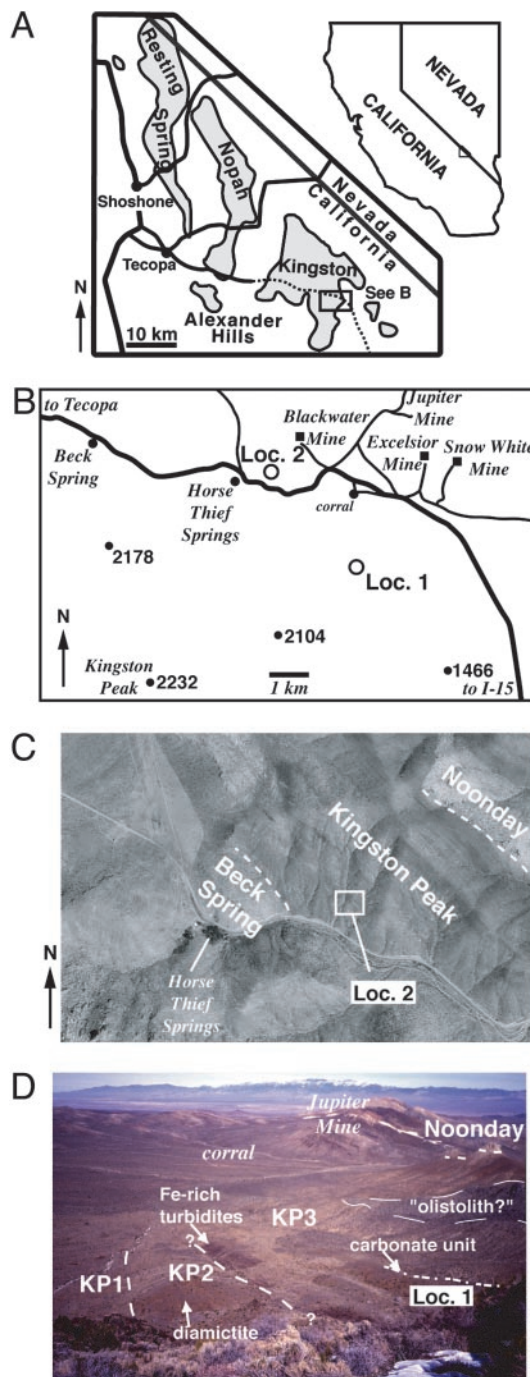 A
Resting
Spring
Nopah
Shoshone
Tecopa
Kingston
Nevada
California
See B
Alexander
Hills
N
10 km
NEVADA
CALIFORNIA
B
to Tecopa
Beck
Spring
Horse
Thief
Springs
Loc. 2
Blackwater
Mine
Jupiter
Mine
Excelsior
Mine
Snow White
Mine
corral
2178
Loc. 1
N
2104
Kingston
Peak
2232
1 km
1466
to I-15
C
Noonday
Kingston Peak
Beck
Spring
N
Horse
Thief
Springs
Loc. 2
D
Jupiter
Mine
Noonday
corral
"olistolith?"
Fe-rich
turbidites
KP3
carbonate unit
?
KP1
KP2
Loc. 1
?
diamictite